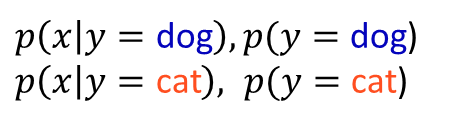 p(x|y = dog), p(y = dog)
p(x|y = cat), p(y = cat)